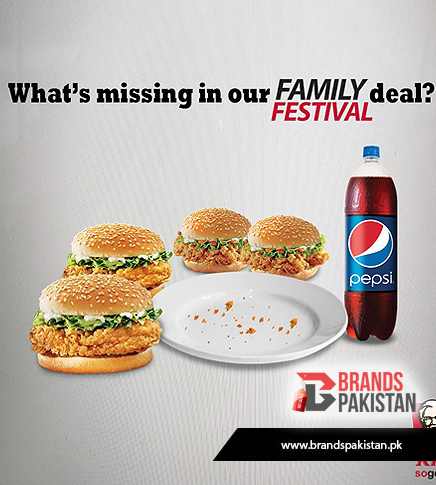 What's missing in our FAMILY FESTIVAL deal?
pepsi
BRANDS
PAKISTAN
www.brandspakistan.pk